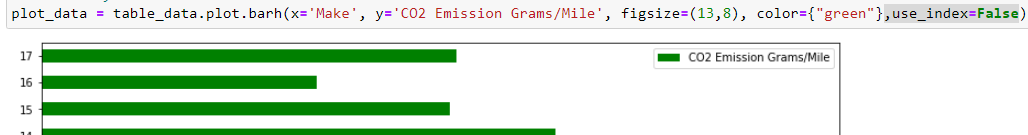 plot_data = table_data.plot.barh(x='Make', y='CO2 Emission Grams/Mile', figsize=(13,8), color={"green"},use_index=False)
17
CO2 Emission Grams/Mile
16
15
14